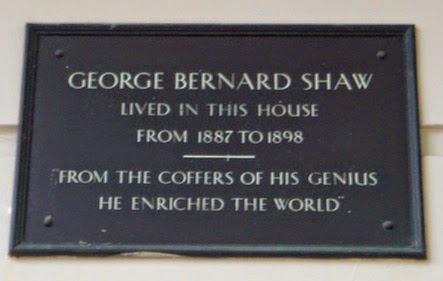 GEORGE BERNARD SHAW
LIVED IN THIS HOUSE
FROM 1887 TO 1898
"FROM THE COFFERS OF HIS GENIUS
HE ENRICHED THE WORLD"